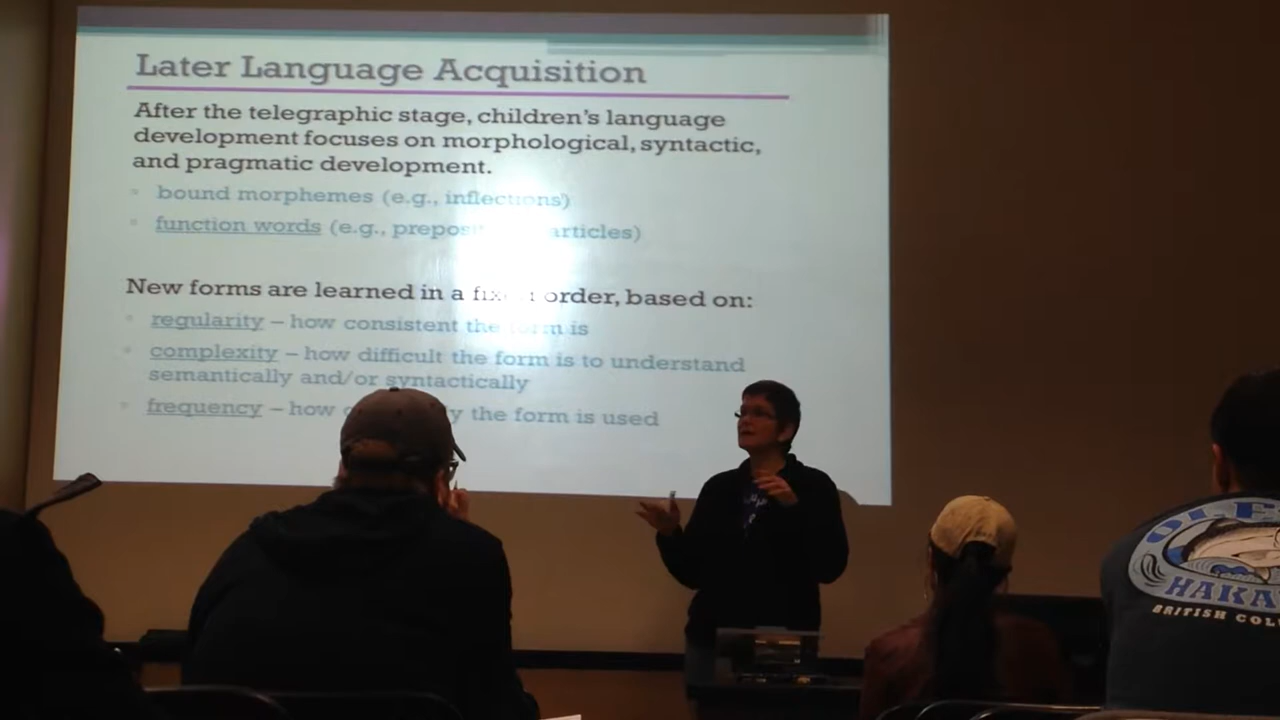 Later Language Acquisition
After the telegraphic stage, children's language
development focuses on morphological, syntactic,
and pragmatic development.
bound morphemes (e.g., inflections)
function words (e.g., articles)
New forms are learned in a order, based on:
regularity – how consistent the form is
complexity – how difficult the form is to understand
semantically and/or syntactically
frequency – how the form is used
BRITISH